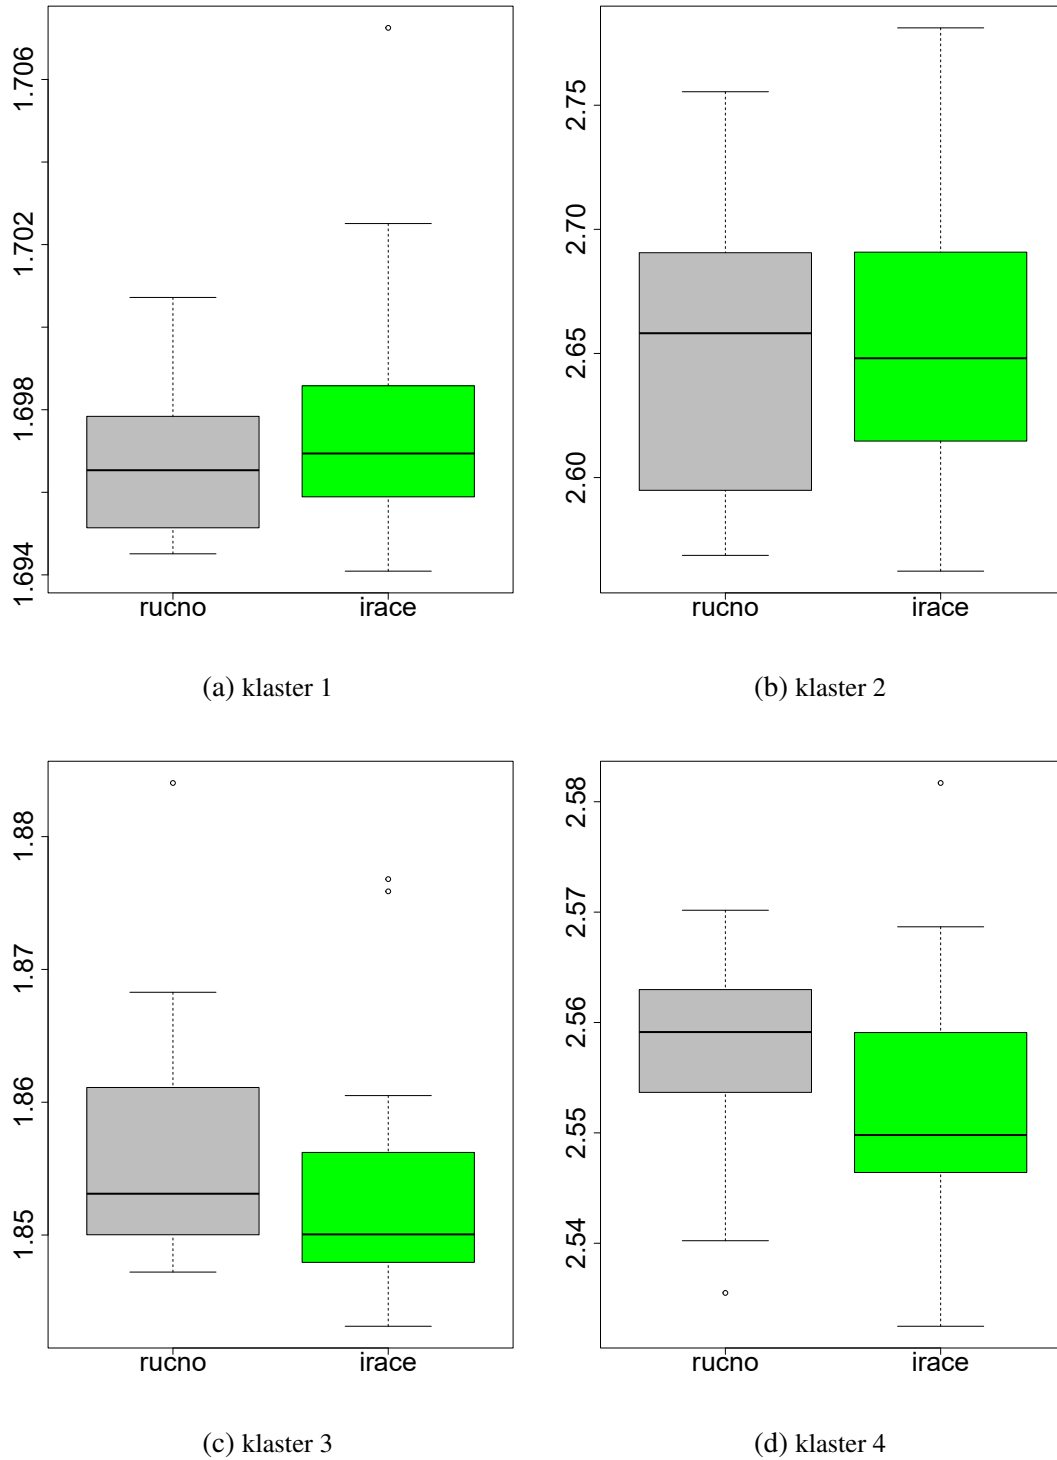 1.706
1.702
1.698
1.694
rucno irace
(a) klaster 1
2.75
2.70
2.65
2.60
rucno irace
(b) klaster 2
1.88
1.87
1.86
1.85
rucno irace
(c) klaster 3
2.58
2.57
2.56
2.55
2.54
rucno irace
(d) klaster 4